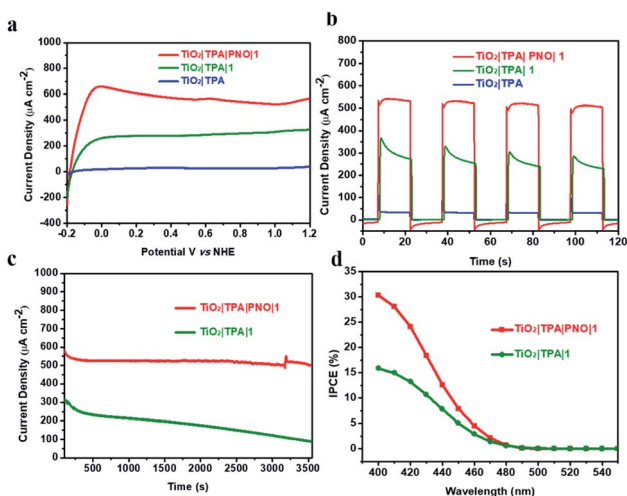 a
1000
800
600
400
200
0
-200
-400
Current Density (μA cm⁻²)
TiO₂|TPA|PNO|1
TiO₂|TPA|1
TiO₂|TPA
-0.2 0.0 0.2 0.4 0.6 0.8 1.0 1.2
Potential V vs NHE
b
800
700
600
500
400
300
200
100
0
Current Density (μA cm⁻²)
TiO₂|TPA| PNO| 1
TiO₂|TPA| 1
TiO₂|TPA
0 20 40 60 80 100 120
Time (s)
c
1000
900
800
700
600
500
400
300
200
100
0
Current Density (μA cm⁻²)
TiO₂|TPA|PNO|1
TiO₂|TPA|1
500 1000 1500 2000 2500 3000 3500
Time (s)
d
35
30
25
20
15
10
5
0
IPCE (%)
TiO₂|TPA|PNO|1
TiO₂|TPA|1
400 420 440 460 480 500 520 540
Wavelength (nm)